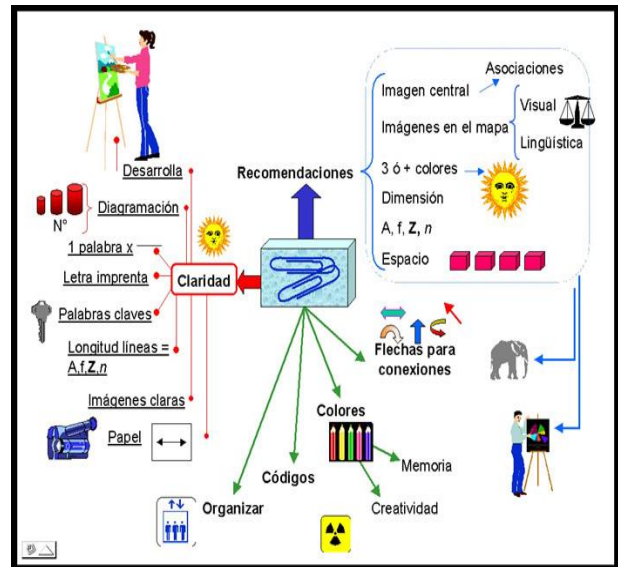 Recomendaciones
Imagen central
Asociaciones
Imágenes en el mapa
Visual
Lingüística
3 ó + colores
Dimensión
A, f, Z, n
Espacio
Desarrolla
Diagramación
Nº
1 palabra x
Letra imprenta
Palabras claves
Longitud líneas =
A,f,Z,n
Imágenes claras
Papel
Claridad
Flechas para
conexiones
Colores
Memoria
Creatividad
Códigos
Organizar